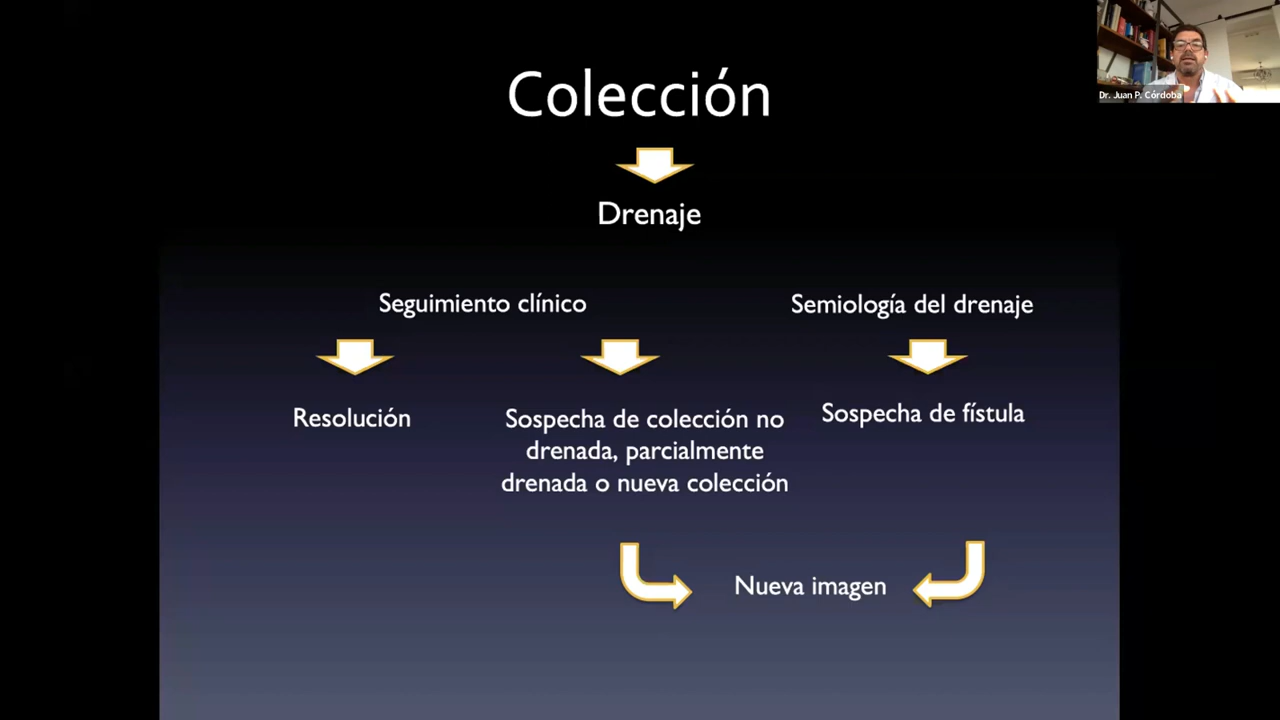 Dr. Juan P. Córdoba
Colección
Drenaje
Seguimiento clínico
Semiología del drenaje
Resolución
Sospecha de colección no
drenada, parcialmente
drenada o nueva colección
Sospecha de fístula
Nueva imagen